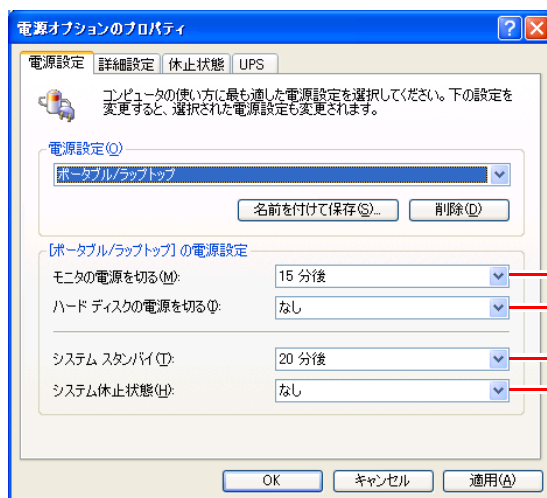 電源オプションのプロパティ
電源設定 詳細設定 休止状態 UPS
コンピュータの使い方に最も適した電源設定を選択してください。下の設定を
変更すると、選択された電源設定も変更されます。
電源設定(O)
ポータブル/ラップトップ
名前を付けて保存(S)... 削除(D)
[ポータブル/ラップトップ] の電源設定
モニタの電源を切る(M): 15 分後
ハード ディスクの電源を切る(I): なし
システム スタンバイ(T): 20 分後
システム休止状態(H): なし
OK キャンセル 適用(A)